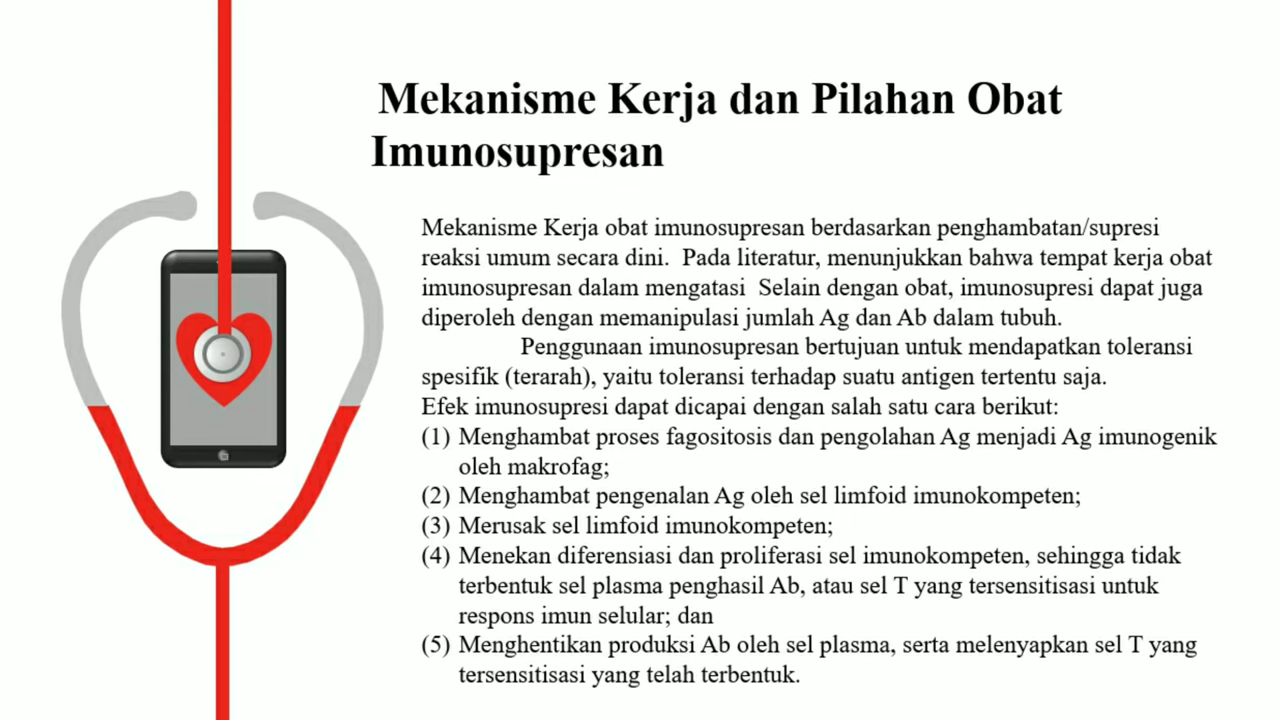 Mekanisme Kerja dan Pilahan Obat
Imunosupresan
Mekanisme Kerja obat imunosupresan berdasarkan penghambatan/supresi
reaksi umum secara dini.  Pada literatur, menunjukkan bahwa tempat kerja obat
imunosupresan dalam mengatasi  Selain dengan obat, imunosupresi dapat juga
diperoleh dengan memanipulasi jumlah Ag dan Ab dalam tubuh.
Penggunaan imunosupresan bertujuan untuk mendapatkan toleransi
spesifik (terarah), yaitu toleransi terhadap suatu antigen tertentu saja.
Efek imunosupresi dapat dicapai dengan salah satu cara berikut:
(1) Menghambat proses fagositosis dan pengolahan Ag menjadi Ag imunogenik
oleh makrofag;
(2) Menghambat pengenalan Ag oleh sel limfoid imunokompeten;
(3) Merusak sel limfoid imunokompeten;
(4) Menekan diferensiasi dan proliferasi sel imunokompeten, sehingga tidak
terbentuk sel plasma penghasil Ab, atau sel T yang tersensitisasi untuk
respons imun selular; dan
(5) Menghentikan produksi Ab oleh sel plasma, serta melenyapkan sel T yang
tersensitisasi yang telah terbentuk.